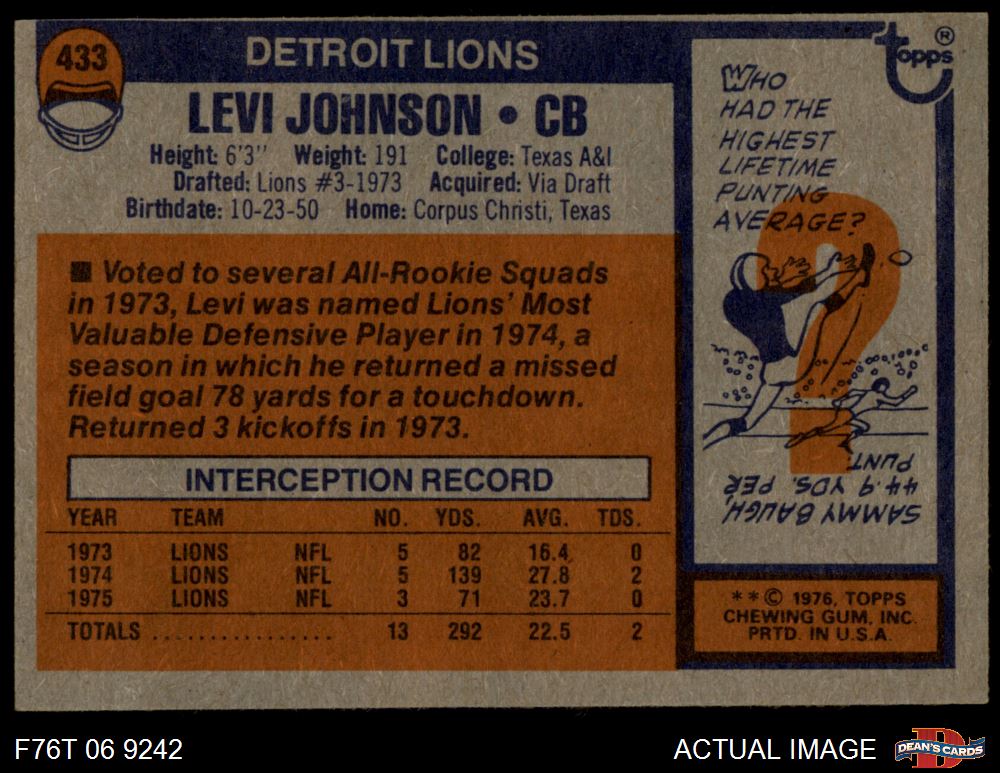 433
DETROIT LIONS
LEVI JOHNSON • CB
Height: 6'3" Weight: 191 College: Texas A&I
Drafted: Lions #3-1973 Acquired: Via Draft
Birthdate: 10-23-50 Home: Corpus Christi, Texas
■ Voted to several All-Rookie Squads
in 1973, Levi was named Lions' Most
Valuable Defensive Player in 1974, a
season in which he returned a missed
field goal 78 yards for a touchdown.
Returned 3 kickoffs in 1973.
INTERCEPTION RECORD
YEAR TEAM NO. YDS. AVG. TDS.
1973 LIONS NFL 5 82 16.4 0
1974 LIONS NFL 5 139 27.8 2
1975 LIONS NFL 3 71 23.7 0
TOTALS ................ 13 292 22.5 2
topps ®
WHO
HAD THE
HIGHEST
LIFETIME
PUNTING
AVERAGE?
?
SAMMY BAUGH,
44.9 YDS. PER
PUNT.
**© 1976, TOPPS
CHEWING GUM, INC.
PRTD. IN U.S.A.
F76T 06 9242
ACTUAL IMAGE
D
DEAN'S CARDS